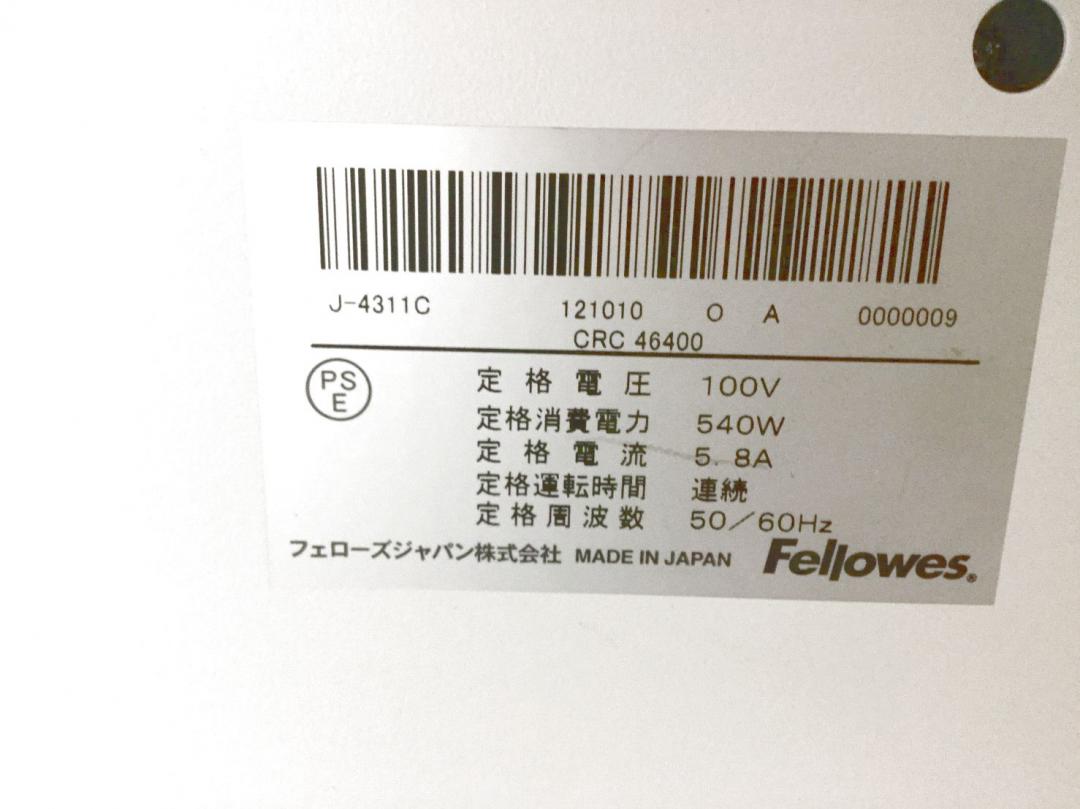 J-4311C 121010 O A 0000009
CRC 46400
PS
E
定格電圧 100V
定格消費電力 540W
定格電流 5.8A
定格運転時間 連続
定格周波数 50/60Hz
フェローズジャパン株式会社 MADE IN JAPAN Fellowes®